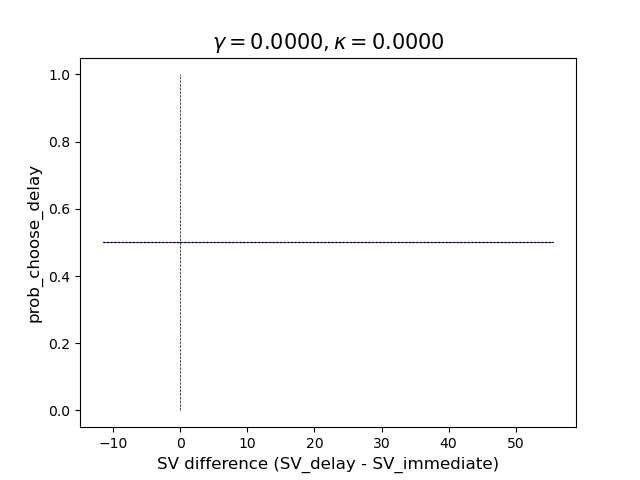 γ = 0.0000, κ = 0.0000
1.0
0.8
0.6
0.4
0.2
0.0
prob_choose_delay
−10 0 10 20 30 40 50
SV difference (SV_delay - SV_immediate)